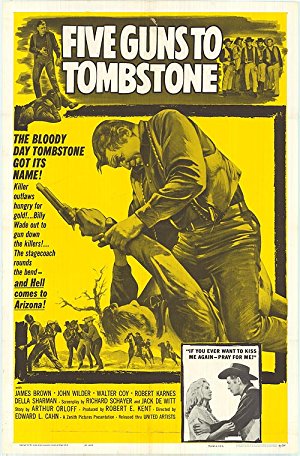 FIVE GUNS TO
TOMBSTONE
THE BLOODY
DAY TOMBSTONE
GOT ITS
NAME!
Killer
outlaws
hungry for
gold!...Billy
Wade out to
gun down
the killers!...
The stagecoach
rounds
the bend—
and Hell
comes to
Arizona!
"IF YOU EVER WANT TO KISS
ME AGAIN—PRAY FOR ME!"
with
JAMES BROWN · JOHN WILDER · WALTER COY · ROBERT KARNES
DELLA SHARMAN · Screenplay by RICHARD SCHAYER and JACK DE WITT
Story by ARTHUR ORLOFF · Produced by ROBERT E. KENT · Directed by
EDWARD L. CAHN · A Zenith Pictures Presentation · Released thru UNITED ARTISTS